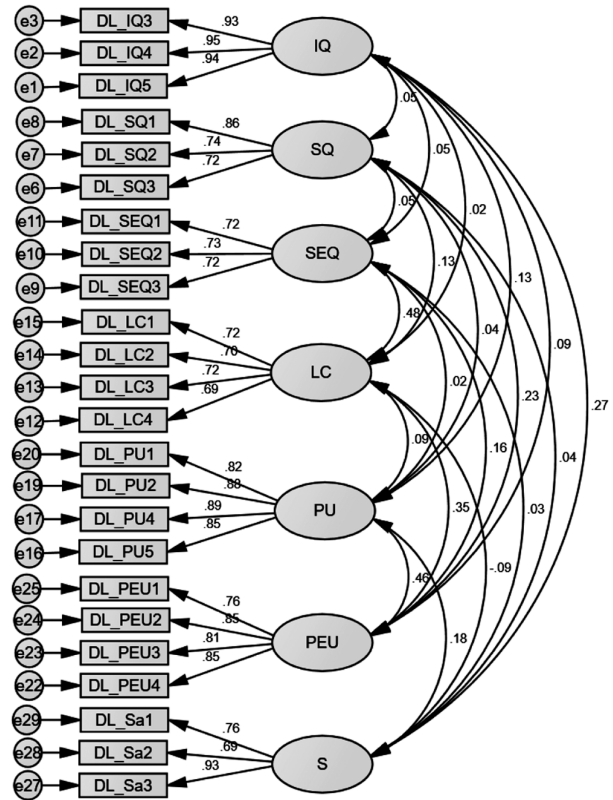 e3 DL_IQ3 .93
e2 DL_IQ4 .95 IQ
e1 DL_IQ5 .94
.05
e8 DL_SQ1 .86
e7 DL_SQ2 .74 SQ .05
e6 DL_SQ3 .72
.05 .02
e11 DL_SEQ1 .72
e10 DL_SEQ2 .73 SEQ .13
e9 DL_SEQ3 .72 .13
.48
e15 DL_LC1 .72 .04
e14 DL_LC2 .70 .09
e13 DL_LC3 .72 LC .02
e12 DL_LC4 .69 .23 .27
.09 .16
e20 DL_PU1 .82 .04
e19 DL_PU2 .88
e17 DL_PU4 .89 PU .35 .03
e16 DL_PU5 .85
-.09
e25 DL_PEU1 .76 .46
e24 DL_PEU2 .85
e23 DL_PEU3 .81 PEU .18
e22 DL_PEU4 .85
e29 DL_Sa1 .76
e28 DL_Sa2 .69 S
e27 DL_Sa3 .93